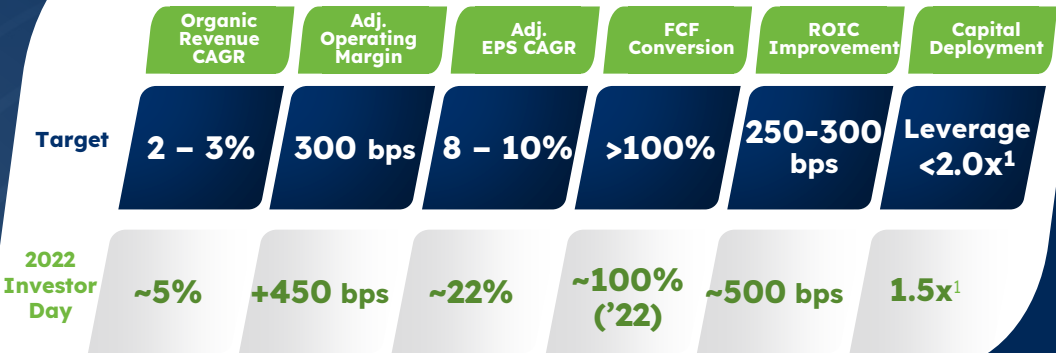 Organic
Revenue
CAGR
Adj.
Operating
Margin
Adj.
EPS CAGR
FCF
Conversion
ROIC
Improvement
Capital
Deployment
Target
2 – 3%
300 bps
8 – 10%
>100%
250-300
bps
Leverage
<2.0x¹
2022
Investor
Day
~5%
+450 bps
~22%
~100%
(’22)
~500 bps
1.5x¹